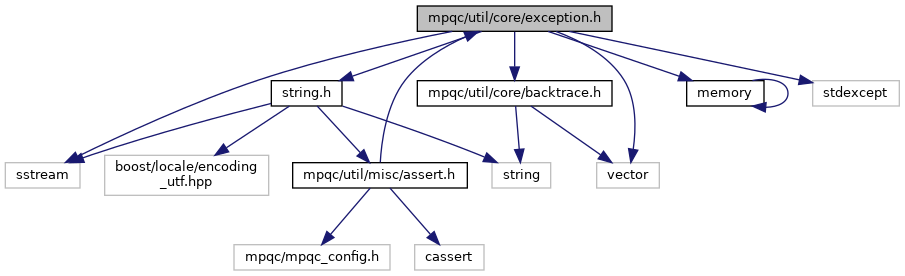 mpqc/util/core/exception.h
string.h
mpqc/util/core/backtrace.h
memory
stdexcept
sstream
boost/locale/encoding
_utf.hpp
mpqc/util/misc/assert.h
string
vector
mpqc/mpqc_config.h
cassert